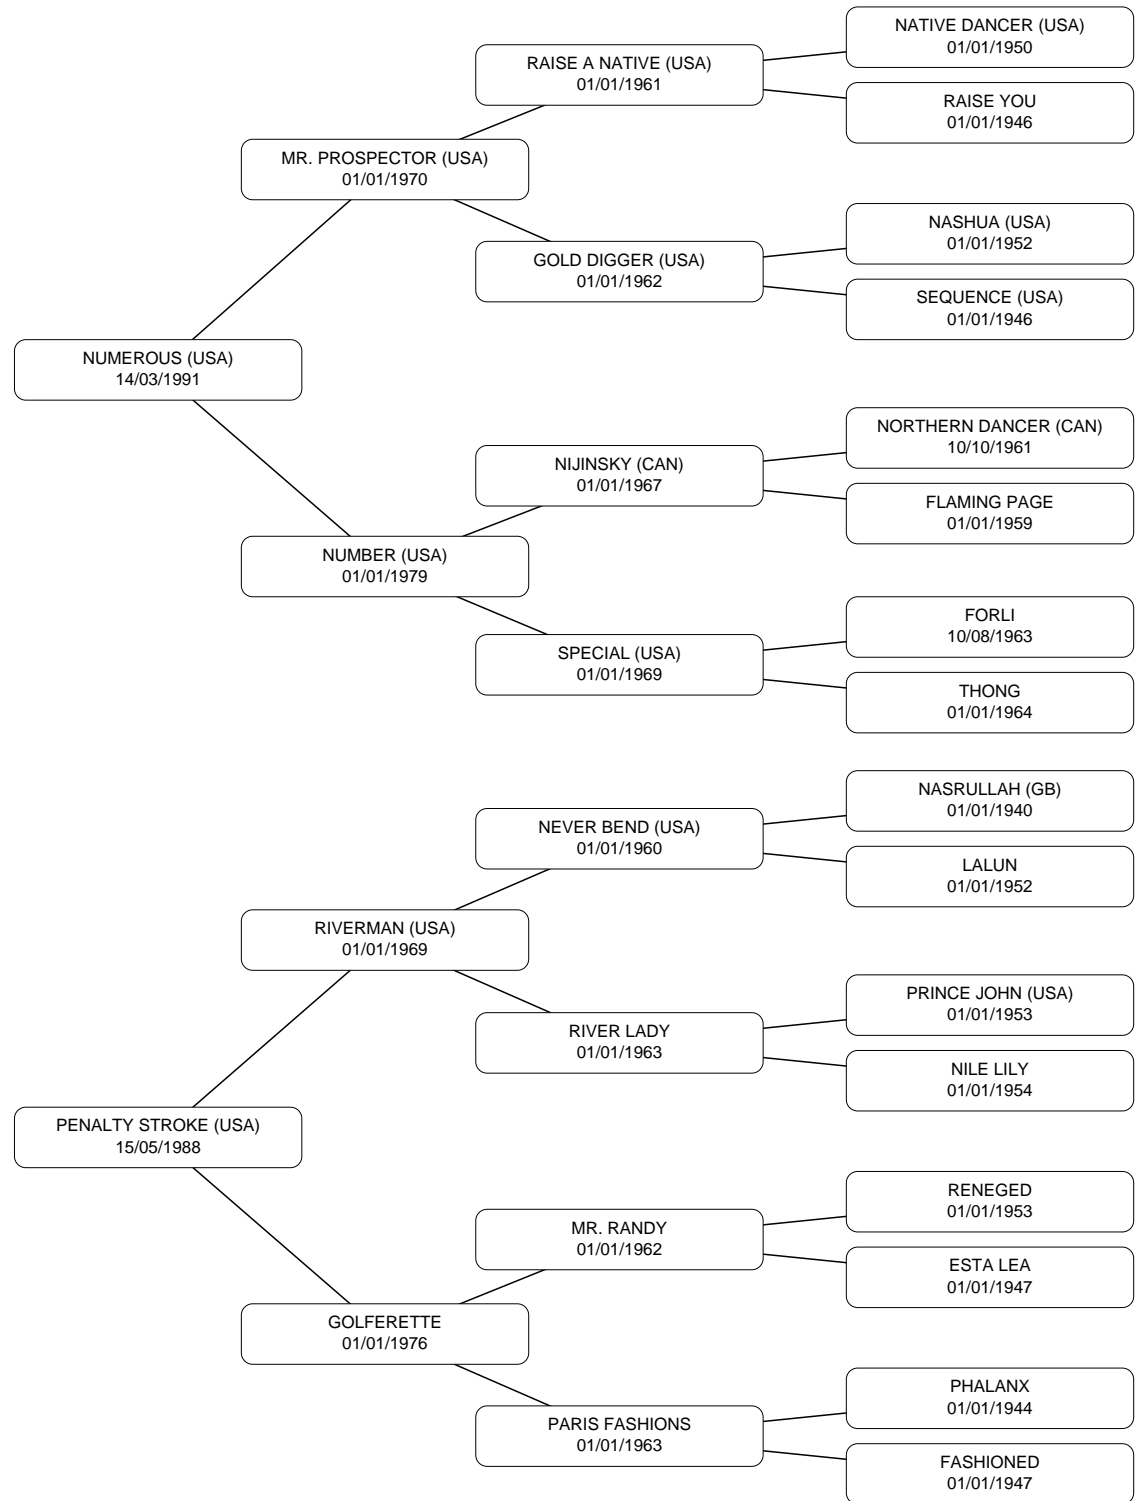 NATIVE DANCER (USA)
01/01/1950
RAISE A NATIVE (USA)
01/01/1961
RAISE YOU
01/01/1946
MR. PROSPECTOR (USA)
01/01/1970
NASHUA (USA)
01/01/1952
GOLD DIGGER (USA)
01/01/1962
SEQUENCE (USA)
01/01/1946
NUMEROUS (USA)
14/03/1991
NORTHERN DANCER (CAN)
10/10/1961
NIJINSKY (CAN)
01/01/1967
FLAMING PAGE
01/01/1959
NUMBER (USA)
01/01/1979
FORLI
10/08/1963
SPECIAL (USA)
01/01/1969
THONG
01/01/1964
NASRULLAH (GB)
01/01/1940
NEVER BEND (USA)
01/01/1960
LALUN
01/01/1952
RIVERMAN (USA)
01/01/1969
PRINCE JOHN (USA)
01/01/1953
RIVER LADY
01/01/1963
NILE LILY
01/01/1954
PENALTY STROKE (USA)
15/05/1988
RENEGED
01/01/1953
MR. RANDY
01/01/1962
ESTA LEA
01/01/1947
GOLFERETTE
01/01/1976
PHALANX
01/01/1944
PARIS FASHIONS
01/01/1963
FASHIONED
01/01/1947